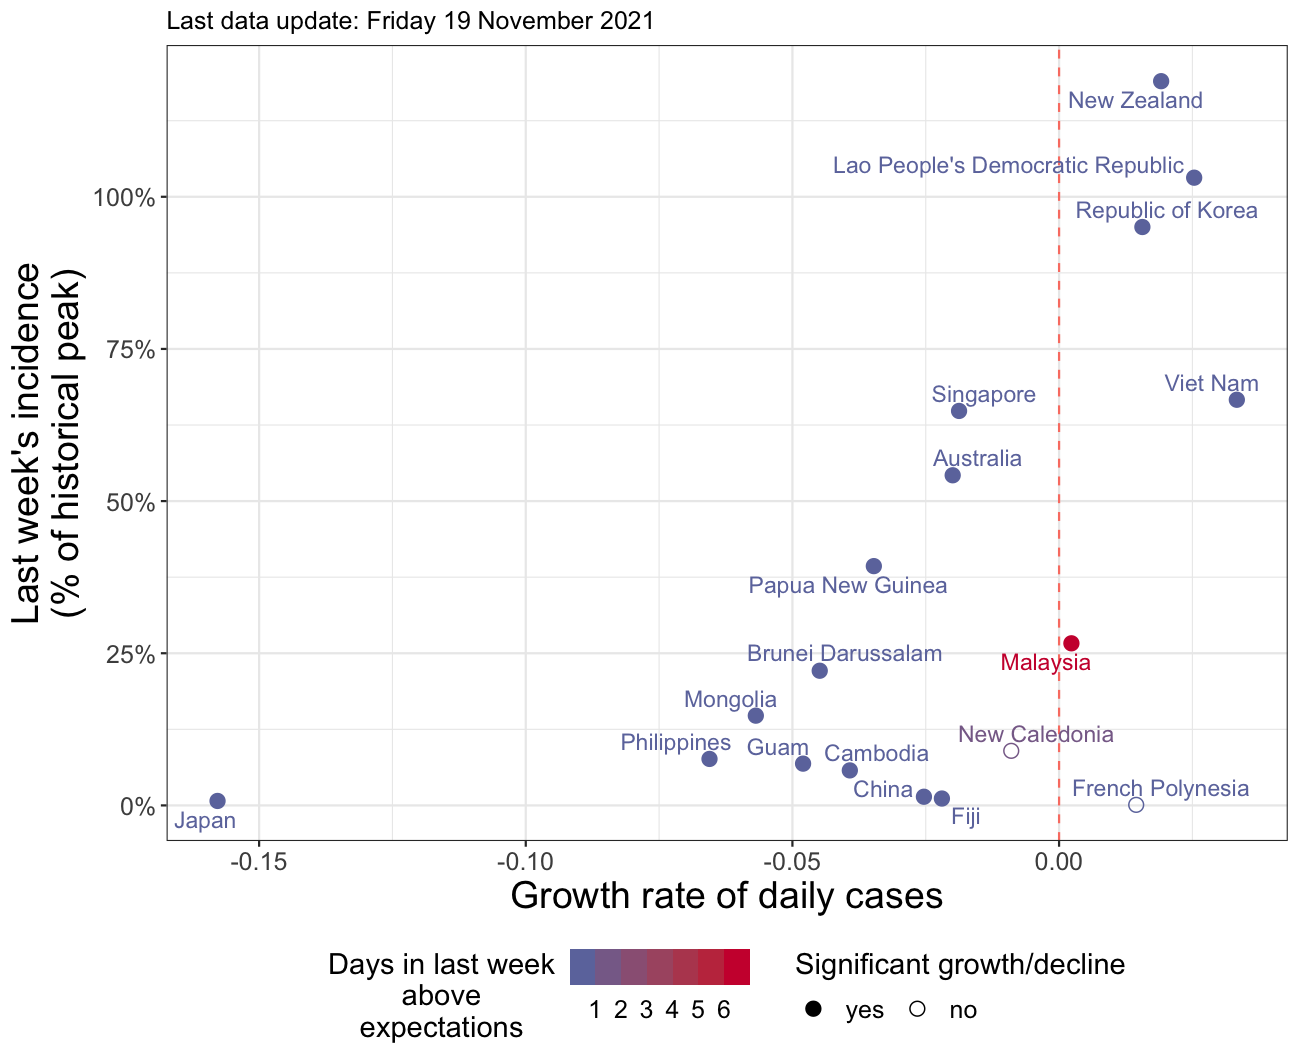 Last data update: Friday 19 November 2021
New Zealand
Lao People's Democratic Republic
100%
Republic of Korea
Last week's incidence
(% of historical peak)
75%
Viet Nam
Singapore
Australia
50%
Papua New Guinea
25%
Brunei Darussalam
Malaysia
Mongolia
New Caledonia
Philippines
Guam
Cambodia
China
French Polynesia
0%
Fiji
Japan
-0.15 -0.10 -0.05 0.00
Growth rate of daily cases
Days in last week
above
expectations
1 2 3 4 5 6
Significant growth/decline
yes no